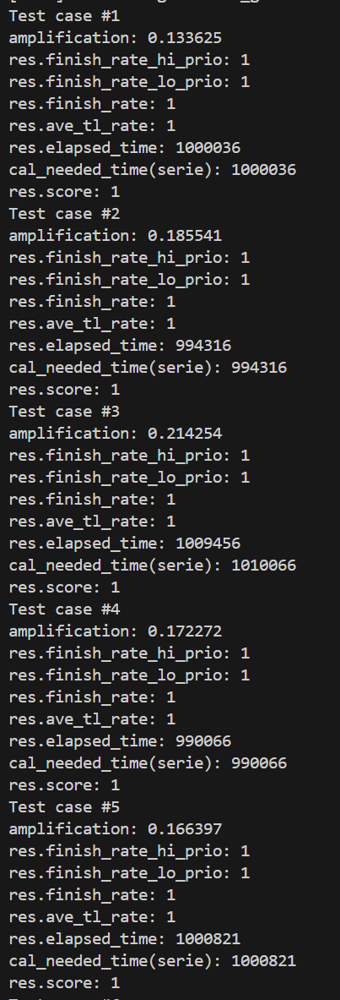 Test case #1
amplification: 0.133625
res.finish_rate_hi_prio: 1
res.finish_rate_lo_prio: 1
res.finish_rate: 1
res.ave_tl_rate: 1
res.elapsed_time: 1000036
cal_needed_time(serie): 1000036
res.score: 1
Test case #2
amplification: 0.185541
res.finish_rate_hi_prio: 1
res.finish_rate_lo_prio: 1
res.finish_rate: 1
res.ave_tl_rate: 1
res.elapsed_time: 994316
cal_needed_time(serie): 994316
res.score: 1
Test case #3
amplification: 0.214254
res.finish_rate_hi_prio: 1
res.finish_rate_lo_prio: 1
res.finish_rate: 1
res.ave_tl_rate: 1
res.elapsed_time: 1009456
cal_needed_time(serie): 1010066
res.score: 1
Test case #4
amplification: 0.172272
res.finish_rate_hi_prio: 1
res.finish_rate_lo_prio: 1
res.finish_rate: 1
res.ave_tl_rate: 1
res.elapsed_time: 990066
cal_needed_time(serie): 990066
res.score: 1
Test case #5
amplification: 0.166397
res.finish_rate_hi_prio: 1
res.finish_rate_lo_prio: 1
res.finish_rate: 1
res.ave_tl_rate: 1
res.elapsed_time: 1000821
cal_needed_time(serie): 1000821
res.score: 1